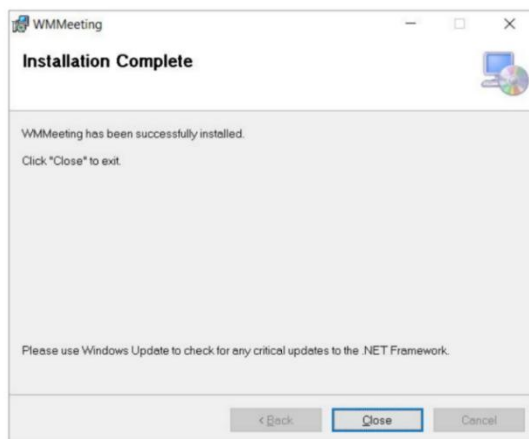 WMMeeting
Installation Complete
WMMeeting has been successfully installed.
Click "Close" to exit.
Please use Windows Update to check for any critical updates to the .NET Framework.
< Back Close Cancel